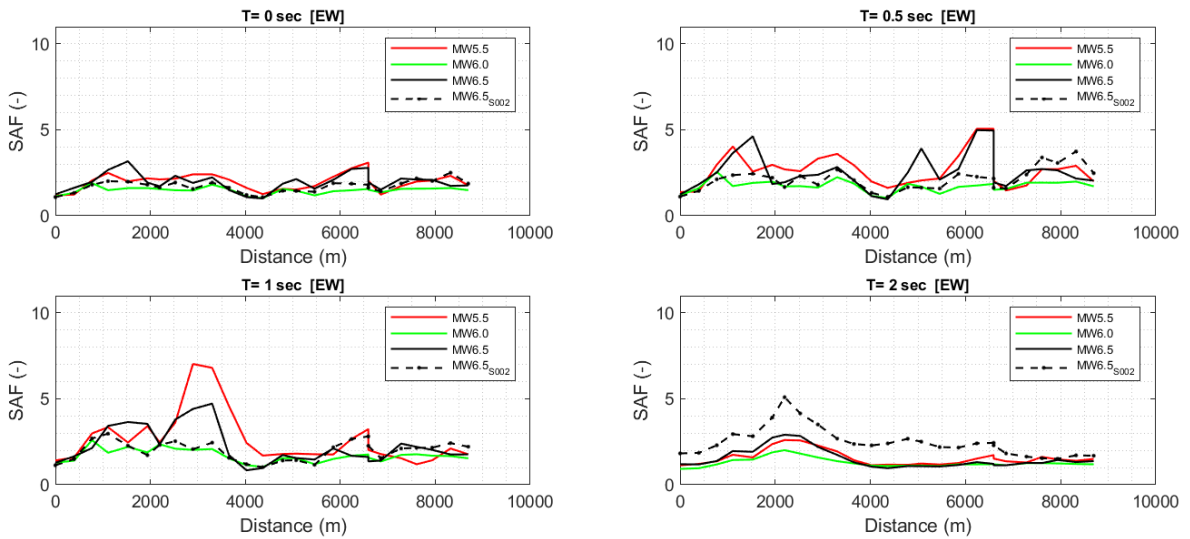 T= 0 sec [EW]
SAF (-)
10
5
0
MW5.5
MW6.0
MW6.5
MW6.5S002
0 2000 4000 6000 8000 10000
Distance (m)
T= 0.5 sec [EW]
SAF (-)
10
5
0
MW5.5
MW6.0
MW6.5
MW6.5S002
0 2000 4000 6000 8000 10000
Distance (m)
T= 1 sec [EW]
SAF (-)
10
5
0
MW5.5
MW6.0
MW6.5
MW6.5S002
0 2000 4000 6000 8000 10000
Distance (m)
T= 2 sec [EW]
SAF (-)
10
5
0
MW5.5
MW6.0
MW6.5
MW6.5S002
0 2000 4000 6000 8000 10000
Distance (m)